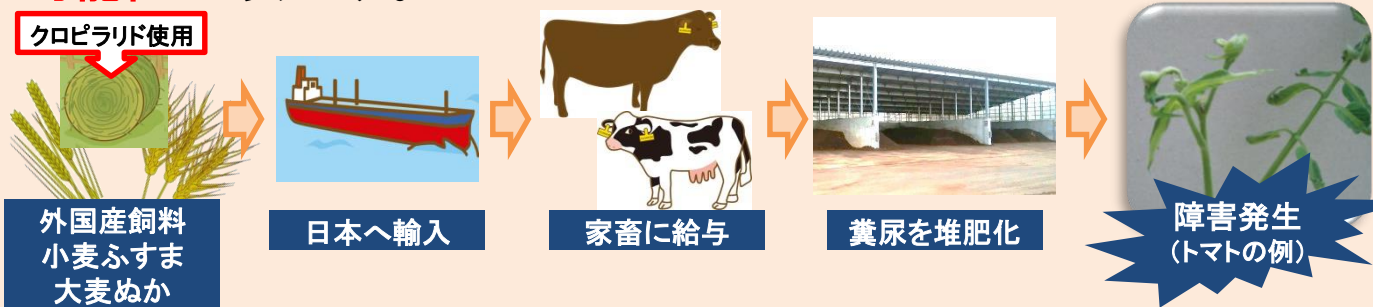 クロピラリド使用
外国産飼料
小麦ふすま
大麦ぬか
日本へ輸入
家畜に給与
糞尿を堆肥化
障害発生
(トマトの例)